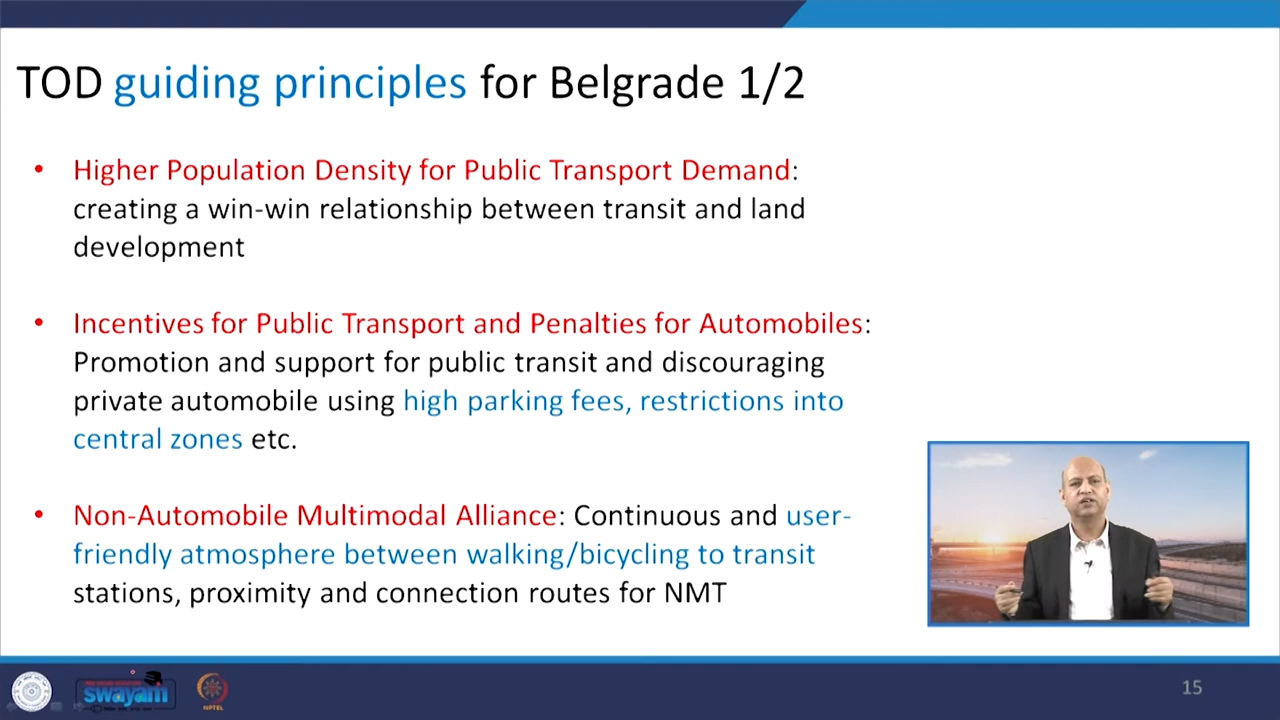 TOD guiding principles for Belgrade 1/2
• Higher Population Density for Public Transport Demand:
creating a win-win relationship between transit and land
development
• Incentives for Public Transport and Penalties for Automobiles:
Promotion and support for public transit and discouraging
private automobile using high parking fees, restrictions into
central zones etc.
• Non-Automobile Multimodal Alliance: Continuous and user-
friendly atmosphere between walking/bicycling to transit
stations, proximity and connection routes for NMT
swayam
NPTEL
15